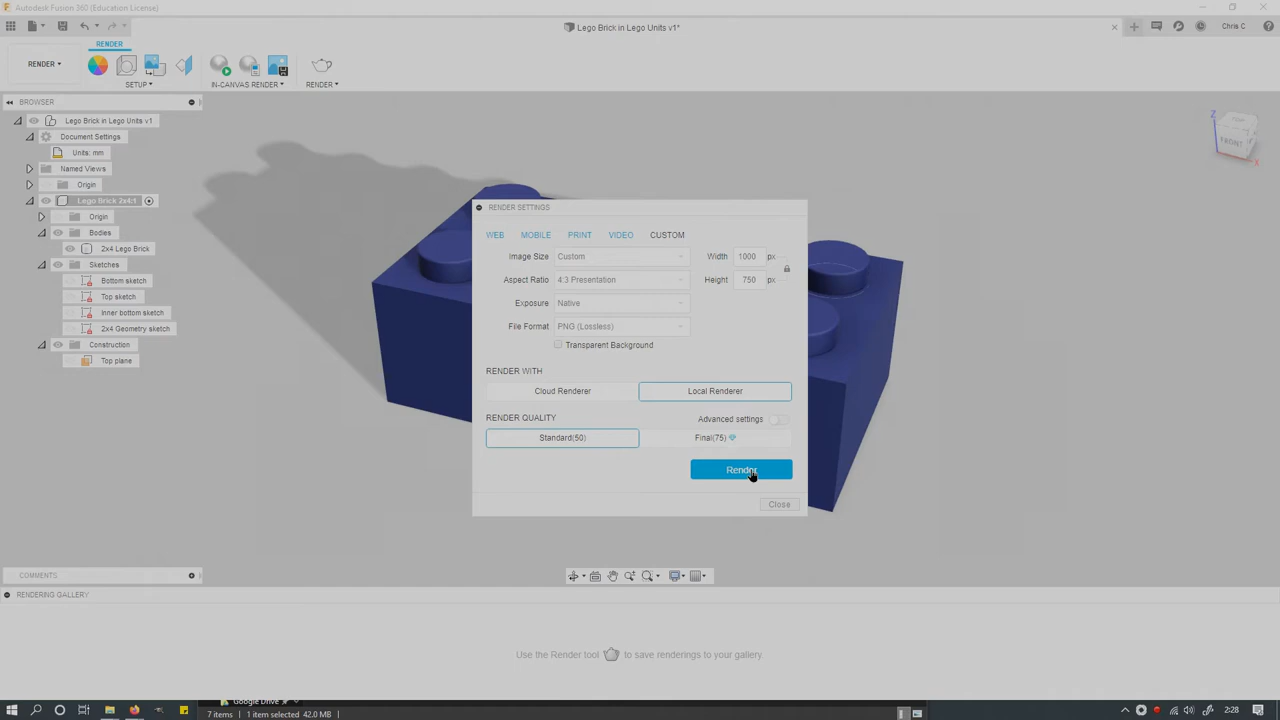 Autodesk Fusion 360 (Education License)
Lego Brick in Lego Units v1*
Chris C
RENDER
RENDER
SETUP
IN-CANVAS RENDER
RENDER
BROWSER
Lego Brick in Lego Units v1
Document Settings
Units: mm
Named Views
Origin
Lego Brick 2x4:1
Origin
Bodies
2x4 Lego Brick
Sketches
Bottom sketch
Top sketch
Inner bottom sketch
2x4 Geometry sketch
Construction
Top plane
Z
FRONT
X
RENDER SETTINGS
WEB MOBILE PRINT VIDEO CUSTOM
Image Size Custom Width 1000 px
Aspect Ratio 4:3 Presentation Height 750 px
Exposure Native
File Format PNG (Lossless)
Transparent Background
RENDER WITH
Cloud Renderer Local Renderer
RENDER QUALITY Advanced settings
Standard(50) Final(75)
Render
Close
COMMENTS
RENDERING GALLERY
Use the Render tool to save renderings to your gallery.
Google Drive
7 items 1 item selected 42.0 MB
2:28